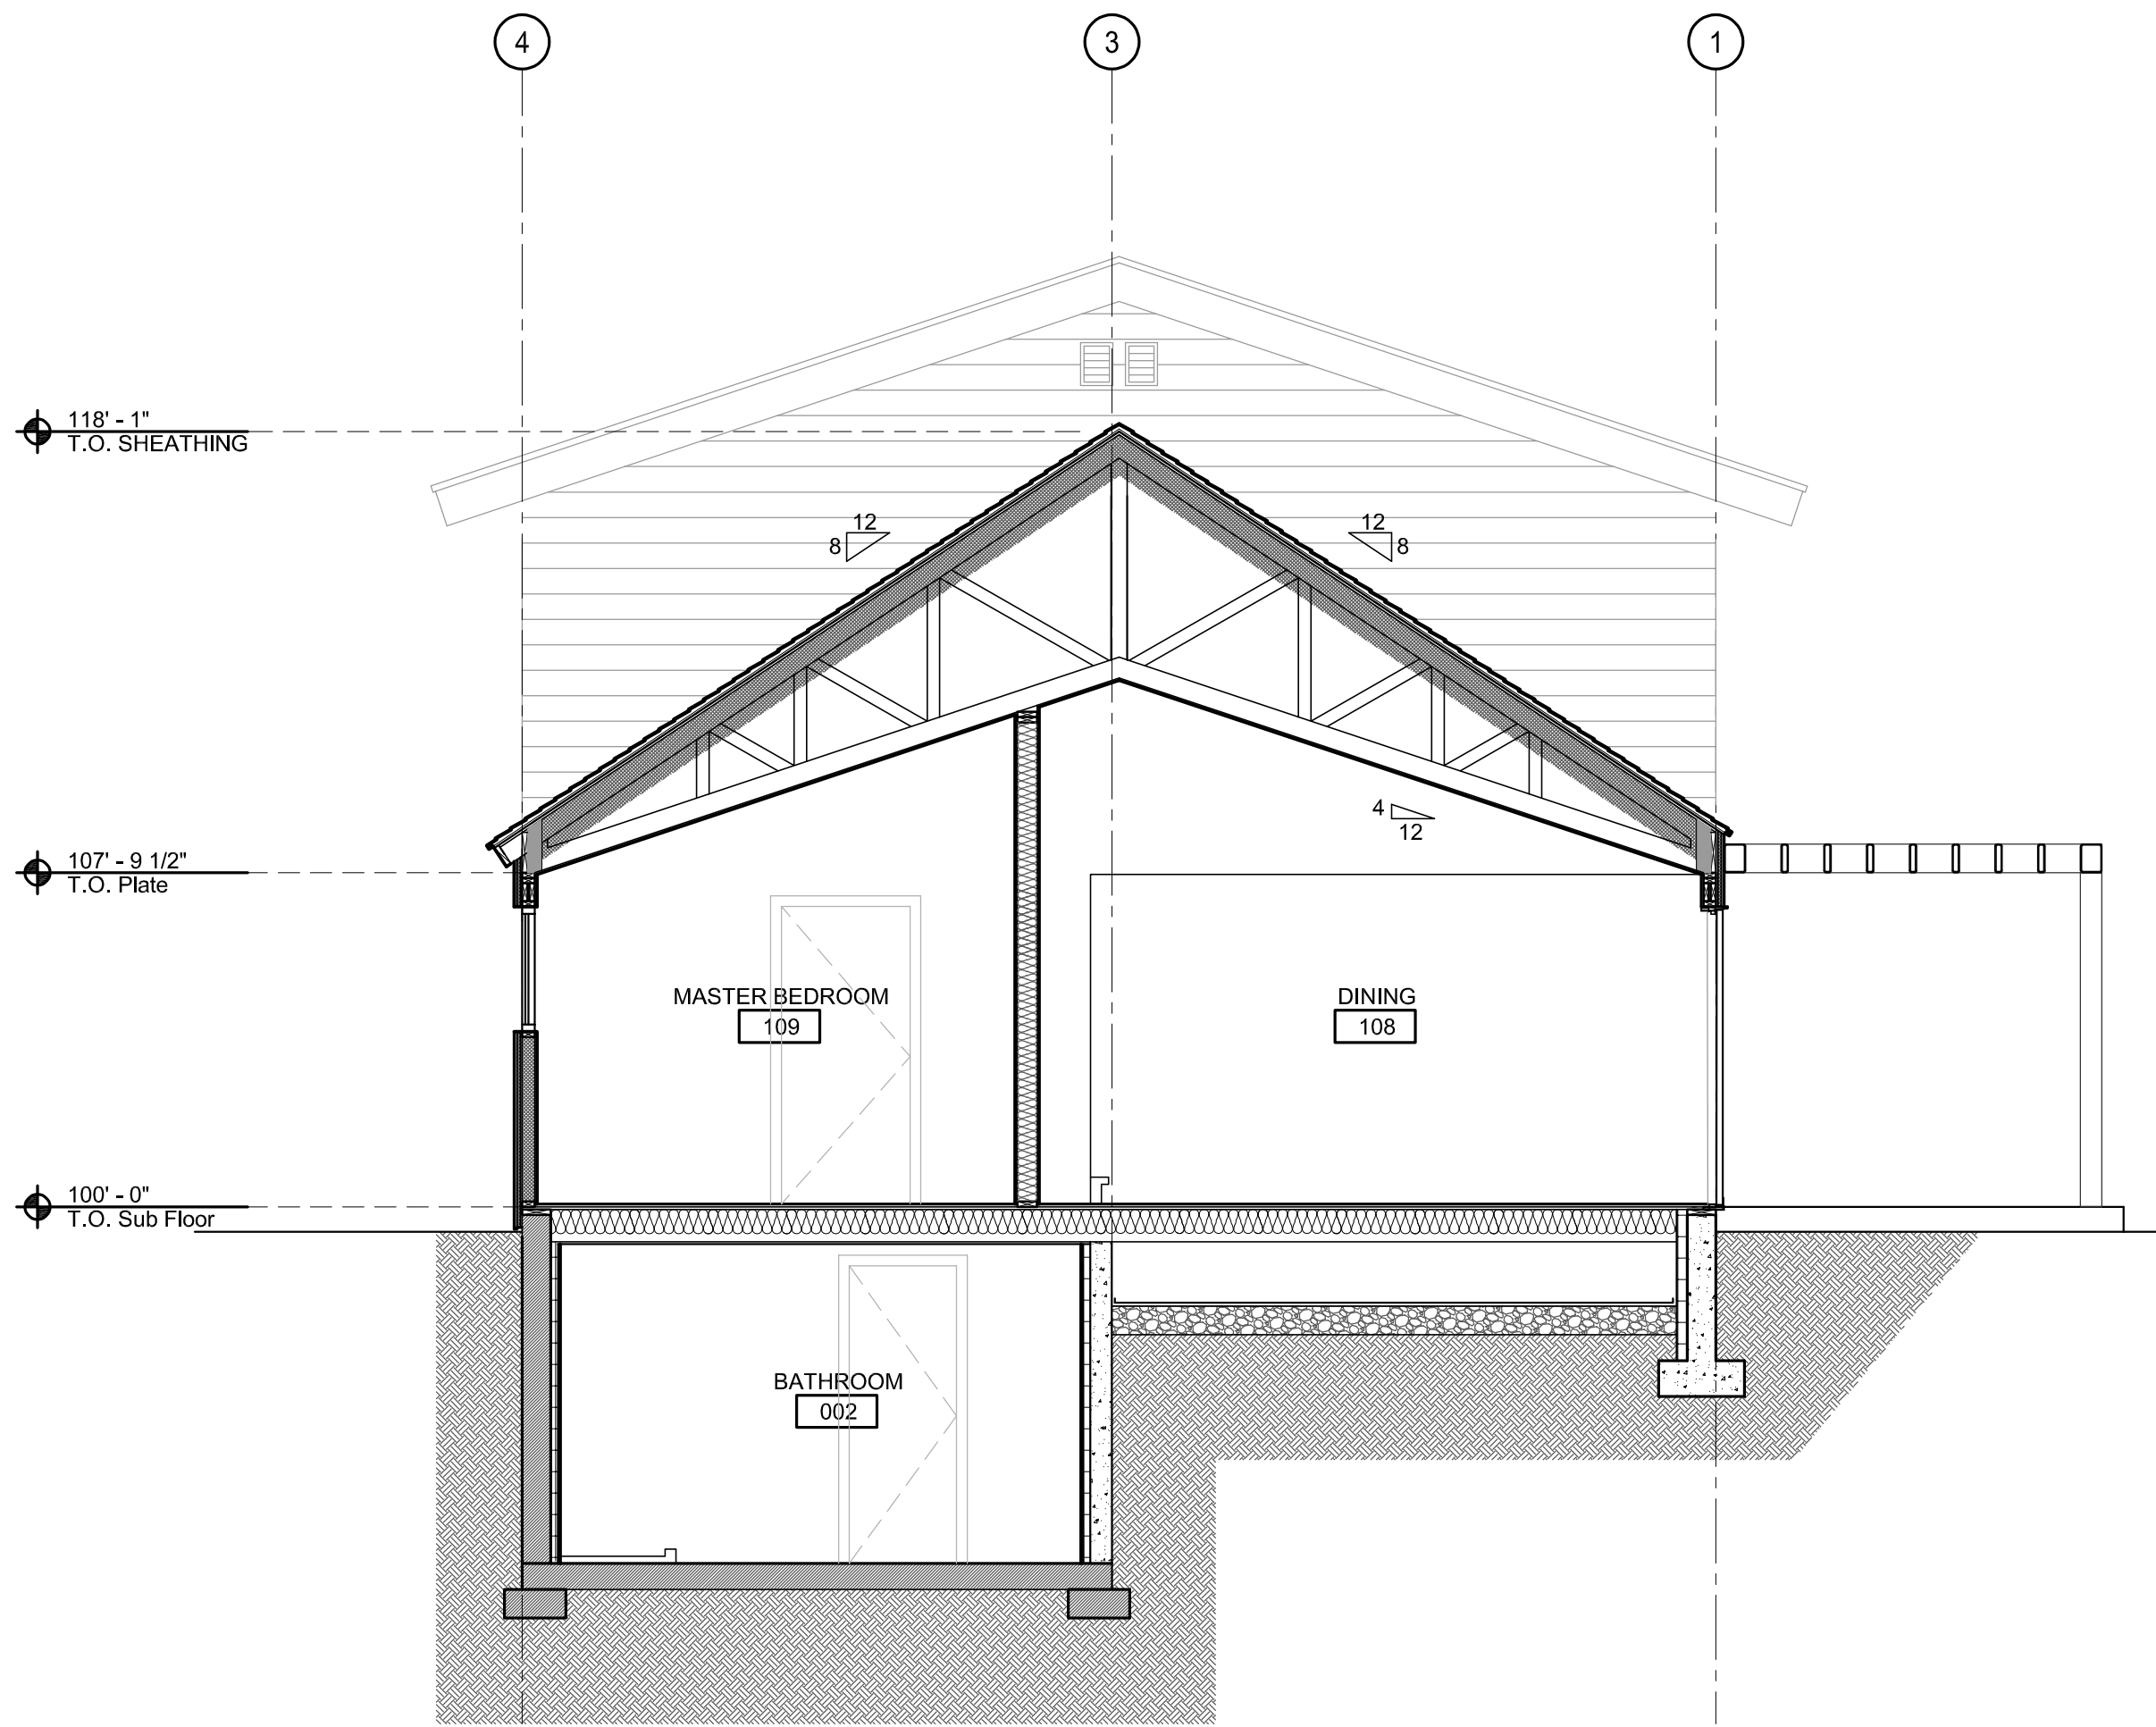 4
3
1
118' - 1"
T.O. SHEATHING
12
8
12
8
4
12
107' - 9 1/2"
T.O. Plate
MASTER BEDROOM
109
DINING
108
100' - 0"
T.O. Sub Floor
BATHROOM
002